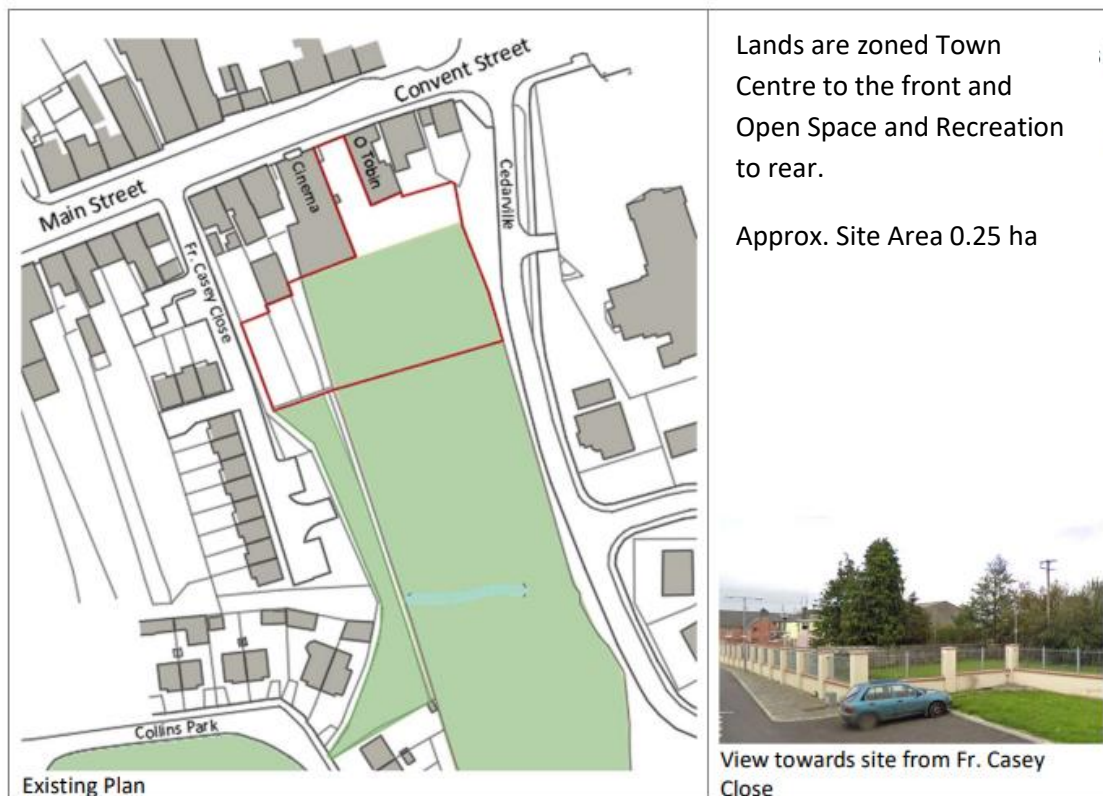 Convent Street
O Tobin
Cinema
Cedarville
Main Street
Fr. Casey Close
Collins Park
Existing Plan
Lands are zoned Town
Centre to the front and
Open Space and Recreation
to rear.
Approx. Site Area 0.25 ha
View towards site from Fr. Casey
Close